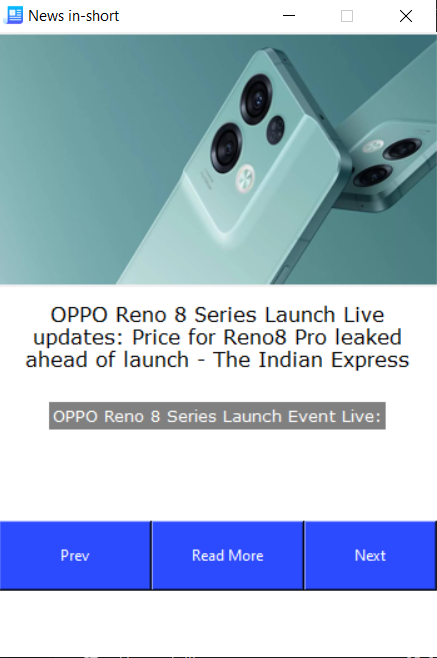 News in-short
OPPO Reno 8 Series Launch Live
updates: Price for Reno8 Pro leaked
ahead of launch - The Indian Express
OPPO Reno 8 Series Launch Event Live:
Prev
Read More
Next